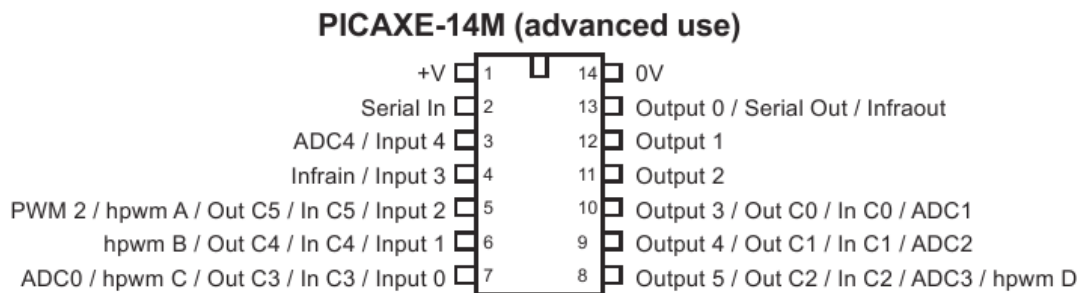 PICAXE-14M (advanced use)
+V 1 14 0V
Serial In 2 13 Output 0 / Serial Out / Infraout
ADC4 / Input 4 3 12 Output 1
Infrain / Input 3 4 11 Output 2
PWM 2 / hpwm A / Out C5 / In C5 / Input 2 5 10 Output 3 / Out C0 / In C0 / ADC1
hpwm B / Out C4 / In C4 / Input 1 6 9 Output 4 / Out C1 / In C1 / ADC2
ADC0 / hpwm C / Out C3 / In C3 / Input 0 7 8 Output 5 / Out C2 / In C2 / ADC3 / hpwm D